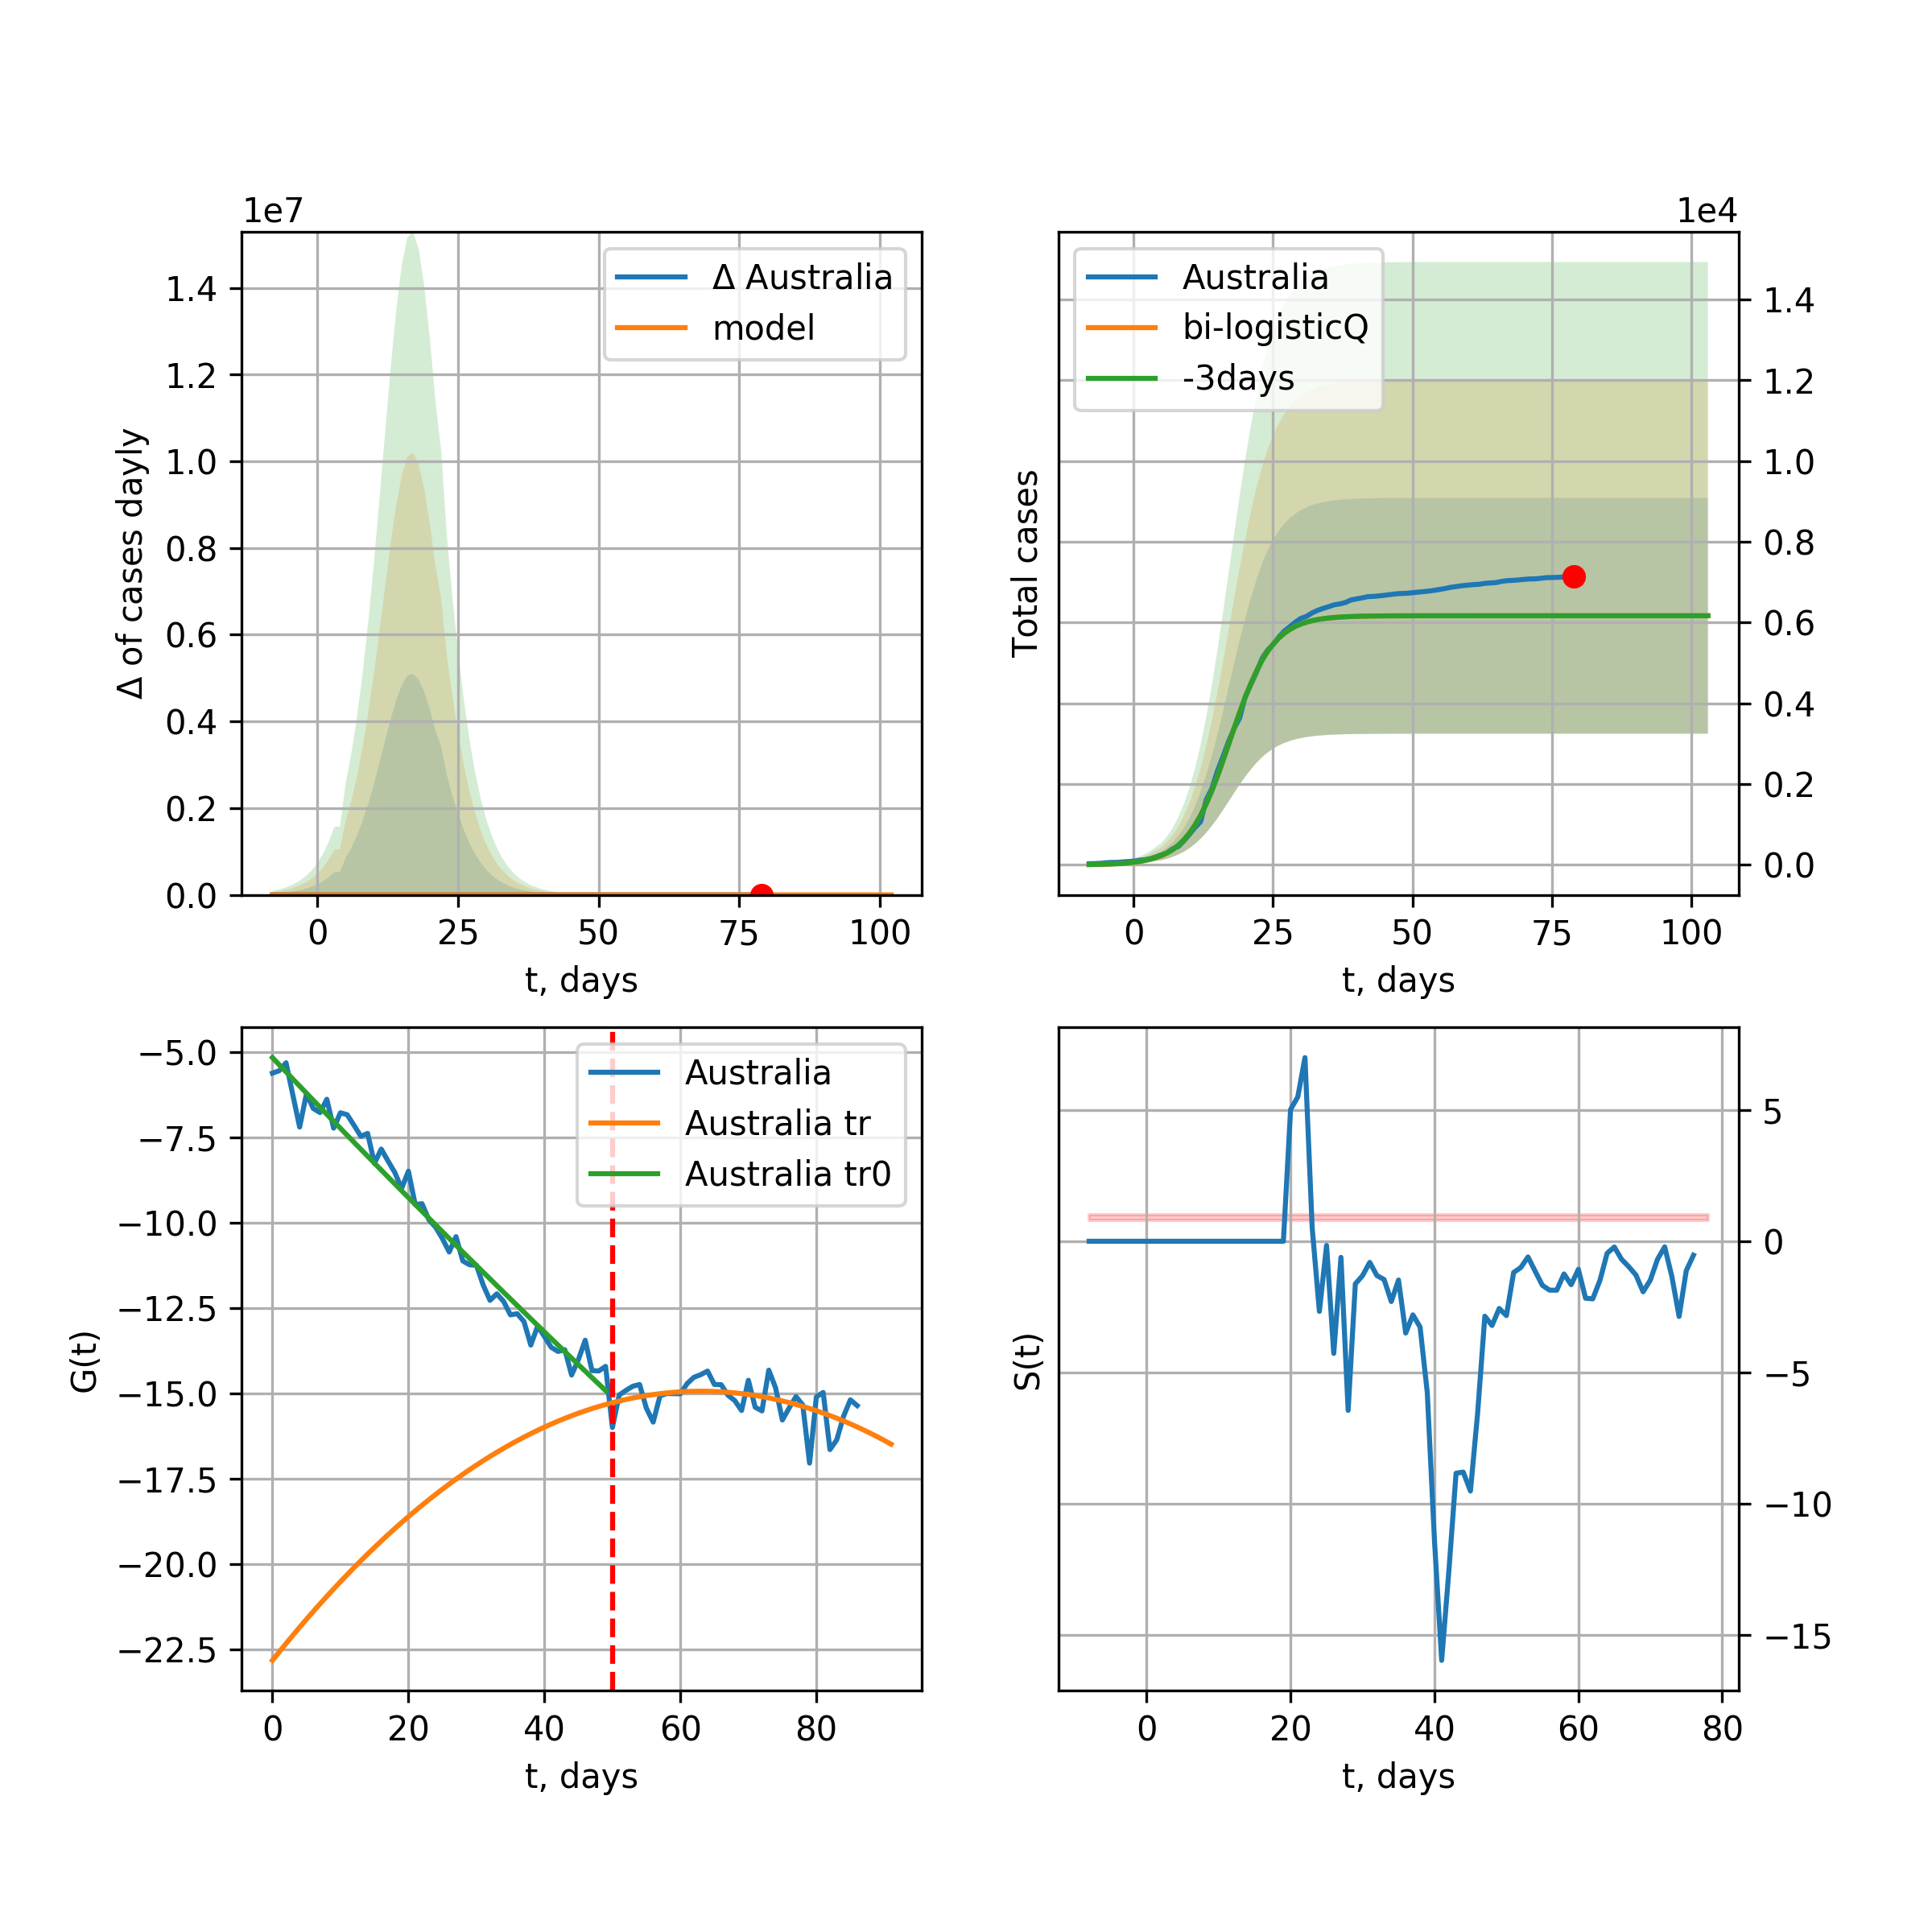 1e7
Δ of cases dayly
1.4
1.2
1.0
0.8
0.6
0.4
0.2
0.0
Δ Australia
model
0 25 50 75 100
t, days
1e4
Total cases
Australia
bi-logisticQ
-3days
1.4
1.2
1.0
0.8
0.6
0.4
0.2
0.0
0 25 50 75 100
t, days
G(t)
−5.0
−7.5
−10.0
−12.5
−15.0
−17.5
−20.0
−22.5
Australia
Australia tr
Australia tr0
0 20 40 60 80
t, days
S(t)
5
0
−5
−10
−15
0 20 40 60 80
t, days